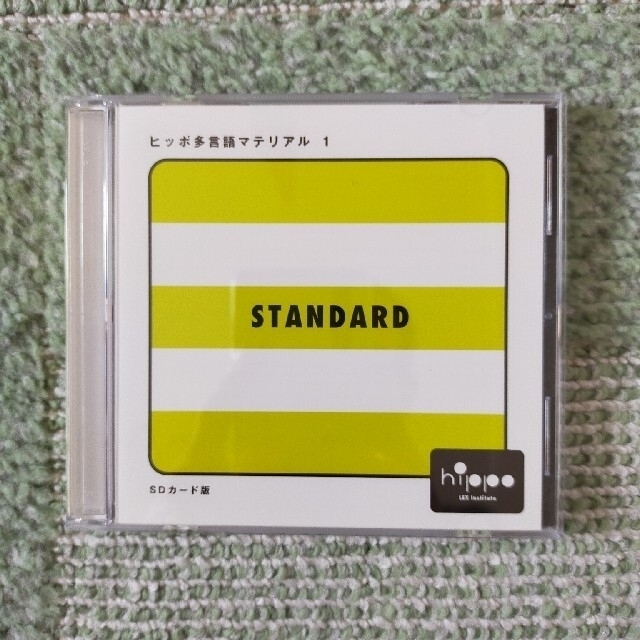 ヒッポ多言語マテリアル 1
STANDARD
SDカード版
hippo
LEX Institute